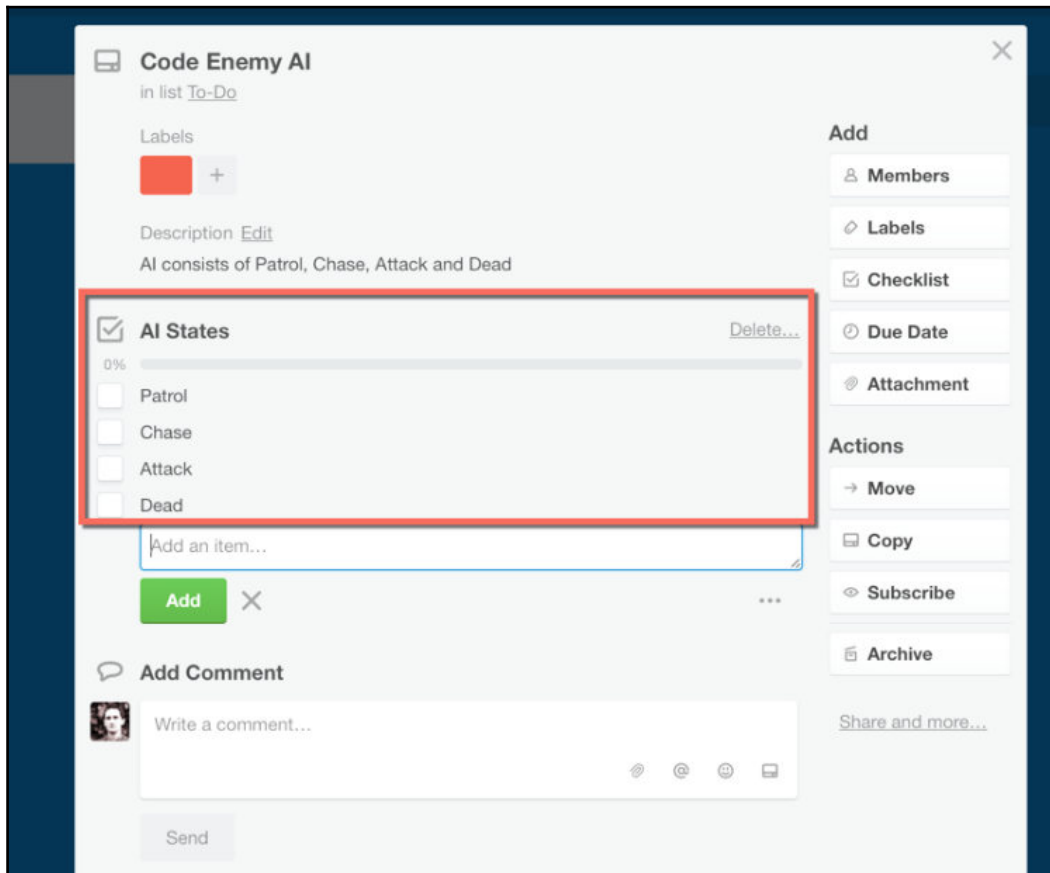 Code Enemy AI
in list To-Do
Labels
+
Description Edit
AI consists of Patrol, Chase, Attack and Dead
AI States Delete...
0%
Patrol
Chase
Attack
Dead
Add an item...
Add
Add Comment
Write a comment...
@
Send
Add
Members
Labels
Checklist
Due Date
Attachment
Actions
Move
Copy
Subscribe
Archive
Share and more...